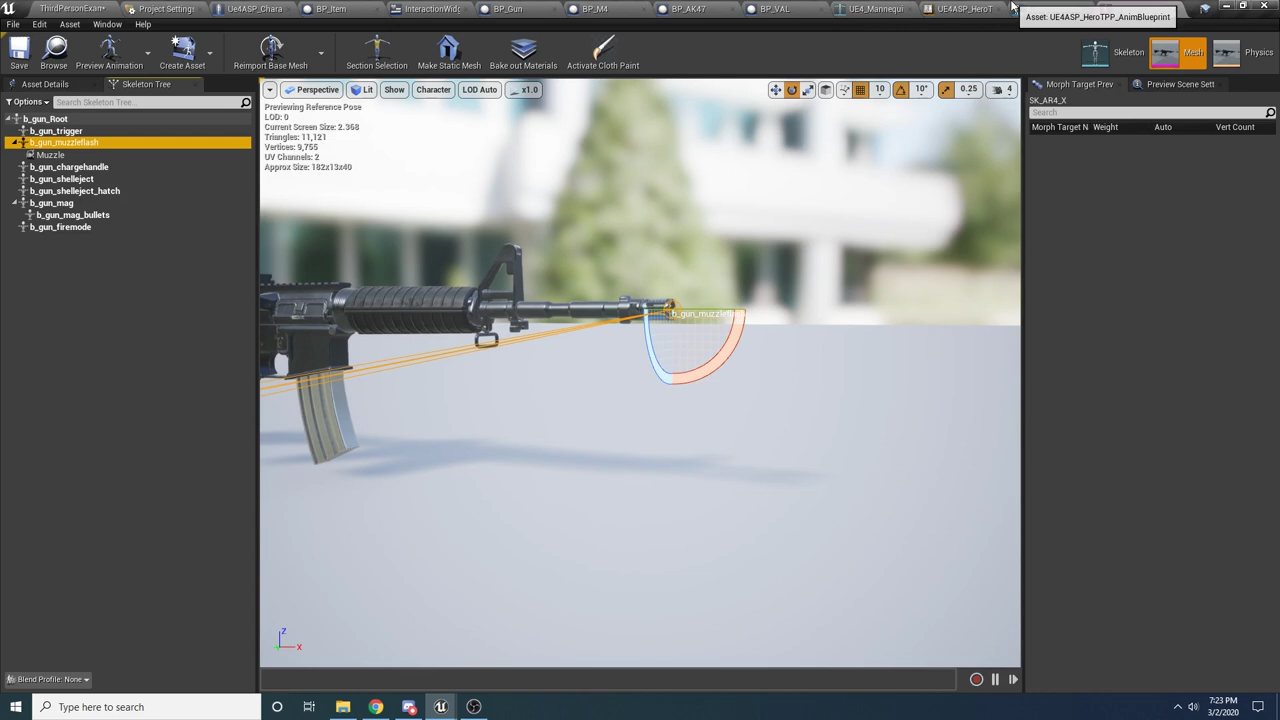 ThirdPersonExam*
Project Settings
Ue4ASP_Chara
BP_Item
InteractionWidg
BP_Gun
BP_M4
BP_AK47
BP_VAL
UE4_Mannequi
UE4ASP_HeroT
Asset: UE4ASP_HeroTPP_AnimBlueprint
File Edit Asset Window Help
Save
Browse
Preview Animation
Create Asset
Reimport Base Mesh
Section Selection
Make Static Mesh
Bake out Materials
Activate Cloth Paint
Skeleton
Mesh
Physics
Asset Details
Skeleton Tree
Options
Search Skeleton Tree...
b_gun_Root
b_gun_trigger
b_gun_muzzleflash
Muzzle
b_gun_chargehandle
b_gun_shelleject
b_gun_shelleject_hatch
b_gun_mag
b_gun_mag_bullets
b_gun_firemode
Blend Profile: None
Perspective
Lit
Show
Character
LOD Auto
x1.0
10
10°
0.25
4
Previewing Reference Pose
LOD: 0
Current Screen Size: 2.368
Triangles: 11,121
Vertices: 9,755
UV Channels: 2
Approx Size: 182x13x40
b_gun_muzzlefla
Z
X
Morph Target Prev
Preview Scene Sett
SK_AR4_X
Search
Morph Target N Weight Auto Vert Count
Type here to search
7:23 PM
3/2/2020